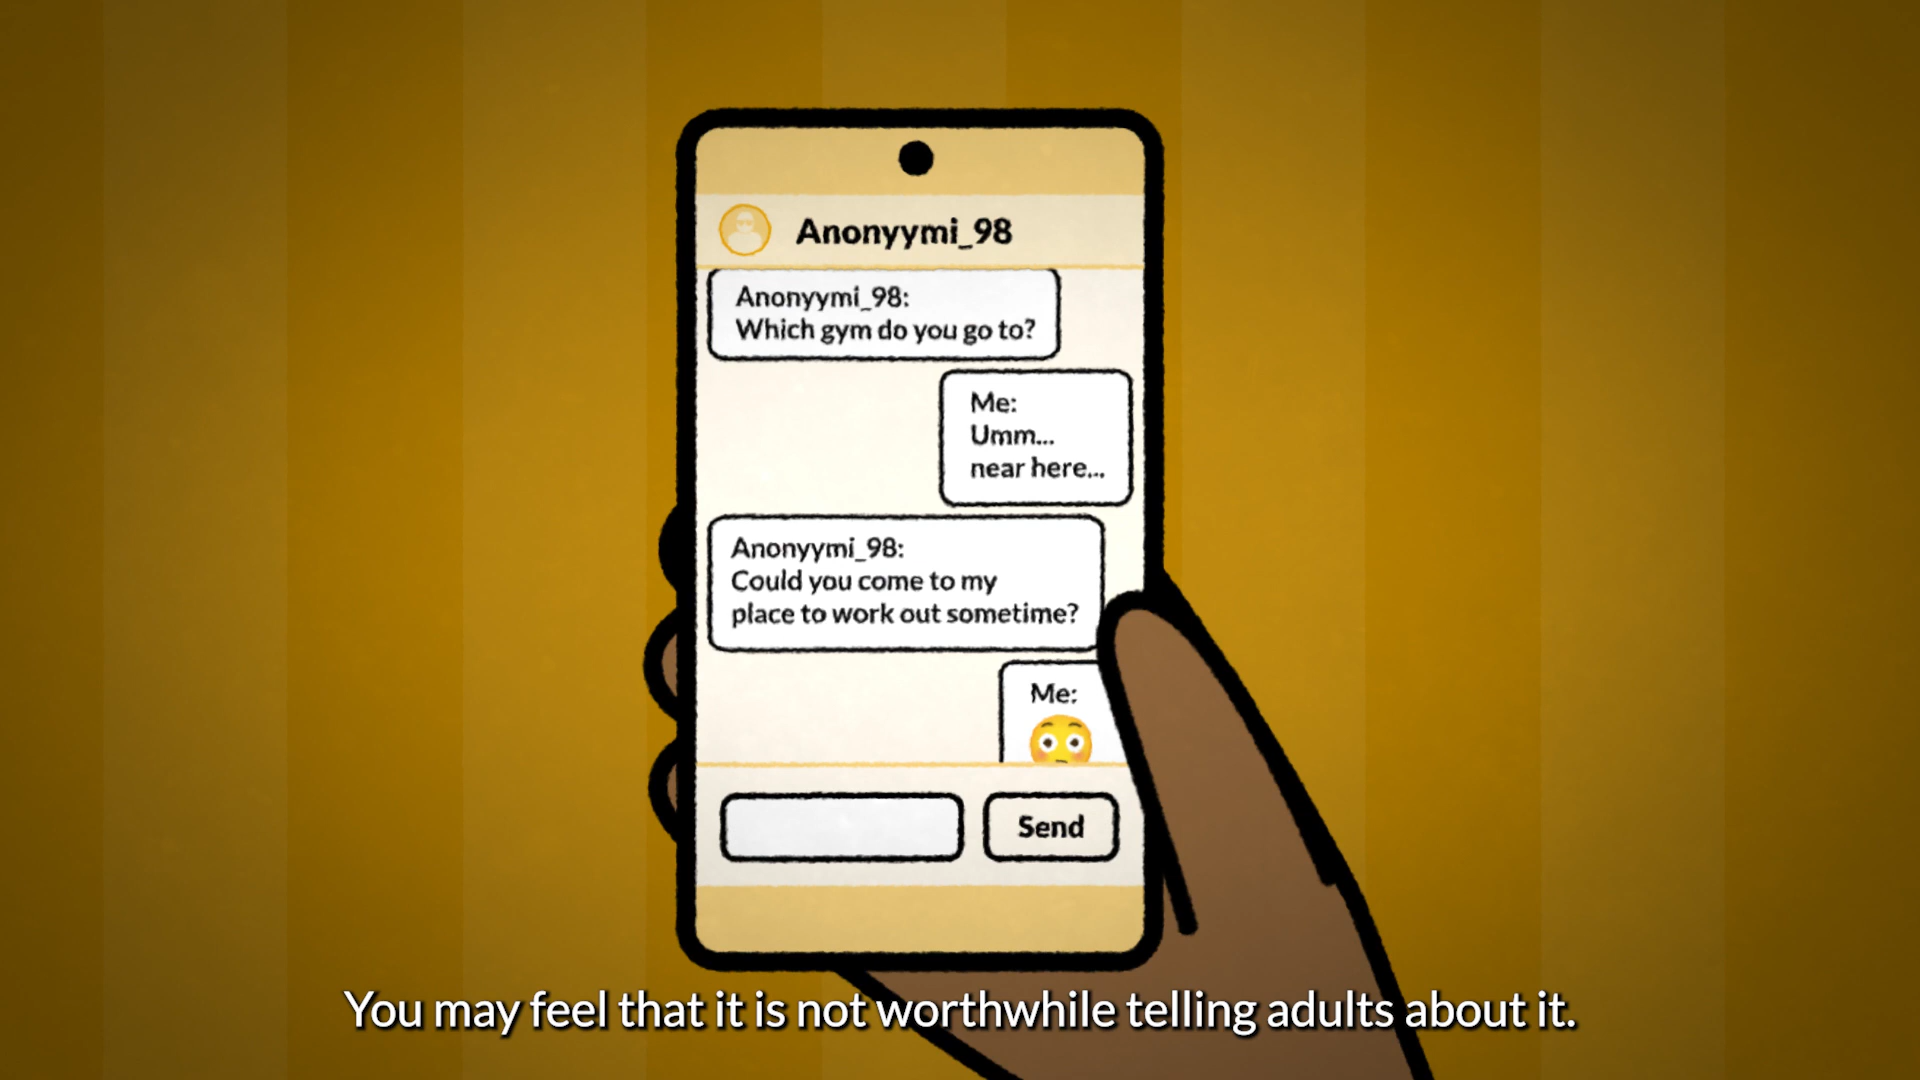 Anonyymi_98
Anonyymi_98:
Which gym do you go to?
Me:
Umm...
near here...
Anonyymi_98:
Could you come to my
place to work out sometime?
Me:
Send
You may feel that it is not worthwhile telling adults about it.